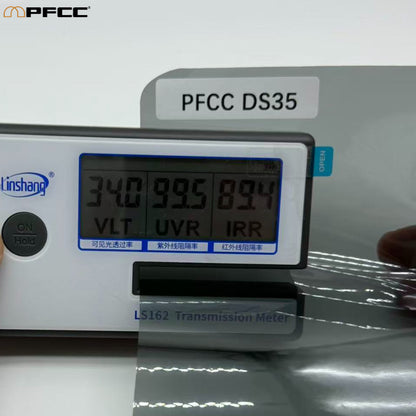 PFCC
PFCC DS35
OPEN
Linshang®
34.0 99.5 89.4
VLT UVR IRR
可见光透过率 紫外线阻隔率 红外线阻隔率
ON
Hold
LS162 Transmission Meter